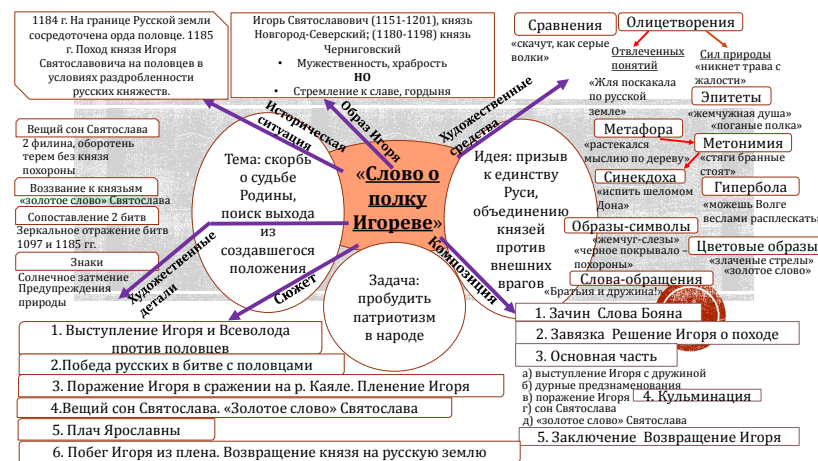 1184 г. На границе Русской земли
сосредоточена орда половце. 1185
г. Поход князя Игоря
Святославовича на половцев в
условиях раздробленности
русских княжеств.
Игорь Святославович (1151-1201), князь
Новгород-Северский; (1180-1198) князь
Черниговский
• Мужественность, храбрость
НО
• Стремление к славе, гордыня
Сравнения
«скачут, как серые
волки»
Олицетворения
Отвлеченных
понятий
«Жля поскакала
по русской
земле»
Сил природы
«никнет трава с
жалости»
Эпитеты
«жемчужная душа»
«поганые полка»
Метафора
«растекся
мыслию по дереву»
Метонимия
«стяги бранные
стоят»
Синекдоха
«испить шеломом
Дона»
Гипербола
«можешь Волге
веслами расплескать»
Образы-символы
«жемчуг-слезы»
«черное покрывало –
похороны»
Цветовые образы
«злаченые стрелы»
«золотое слово»
Слова-обращения
«Братья и дружина!»
Историческая
ситуация
Образ Игоря
Художественные
средства
Вещий сон Святослава
2 филина, оборотень
терем без князя
похороны
Воззвание к князьям
«золотое слово» Святослава
Сопоставление 2 битв
Зеркальное отражение битв
1097 и 1185 гг.
Знаки
Солнечное затмение
Предупреждения
природы
Тема: скорбь
о судьбе
Родины,
поиск выхода
из
создавшегося
положения
«Слово о
полку
Игореве»
Идея: призыв
к единству
Руси,
объединению
князей
против
внешних
врагов
Задача:
пробудить
патриотизм
в народе
Художественные
детали
Сюжет
Композиция
1. Выступление Игоря и Всеволода
против половцев
2.Победа русских в битве с половцами
3. Поражение Игоря в сражении на р. Каяле. Пленение Игоря
4.Вещий сон Святослава. «Золотое слово» Святослава
5. Плач Ярославны
6. Побег Игоря из плена. Возвращение князя на русскую землю
1. Зачин Слова Бояна
2. Завязка Решение Игоря о походе
3. Основная часть
а) выступление Игоря с дружиной
б) дурные предзнаменования
в) поражение Игоря
г) сон Святослава
д) «золотое слово» Святослава
4. Кульминация
5. Заключение Возвращение Игоря